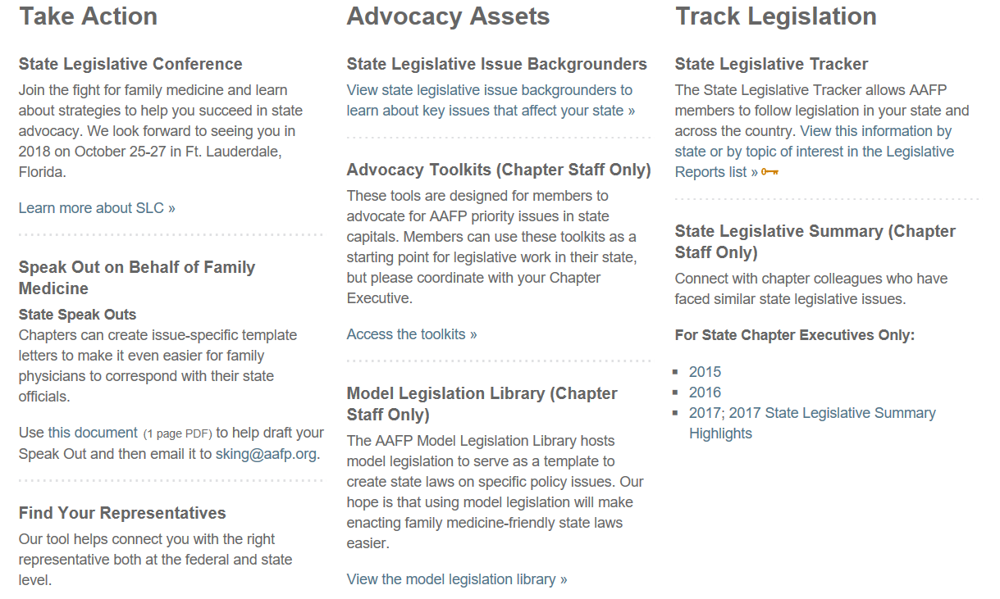 Take Action
State Legislative Conference
Join the fight for family medicine and learn
about strategies to help you succeed in state
advocacy. We look forward to seeing you in
2018 on October 25-27 in Ft. Lauderdale,
Florida.
Learn more about SLC »
Speak Out on Behalf of Family
Medicine
State Speak Outs
Chapters can create issue-specific template
letters to make it even easier for family
physicians to correspond with their state
officials.
Use this document (1 page PDF) to help draft your
Speak Out and then email it to sking@aafp.org.
Find Your Representatives
Our tool helps connect you with the right
representative both at the federal and state
level.
Advocacy Assets
State Legislative Issue Backgrounders
View state legislative issue backgrounders to
learn about key issues that affect your state »
Advocacy Toolkits (Chapter Staff Only)
These tools are designed for members to
advocate for AAFP priority issues in state
capitals. Members can use these toolkits as a
starting point for legislative work in their state,
but please coordinate with your Chapter
Executive.
Access the toolkits »
Model Legislation Library (Chapter
Staff Only)
The AAFP Model Legislation Library hosts
model legislation to serve as a template to
create state laws on specific policy issues. Our
hope is that using model legislation will make
enacting family medicine-friendly state laws
easier.
View the model legislation library »
Track Legislation
State Legislative Tracker
The State Legislative Tracker allows AAFP
members to follow legislation in your state and
across the country. View this information by
state or by topic of interest in the Legislative
Reports list »
State Legislative Summary (Chapter
Staff Only)
Connect with chapter colleagues who have
faced similar state legislative issues.
For State Chapter Executives Only:
▪ 2015
▪ 2016
▪ 2017; 2017 State Legislative Summary
Highlights